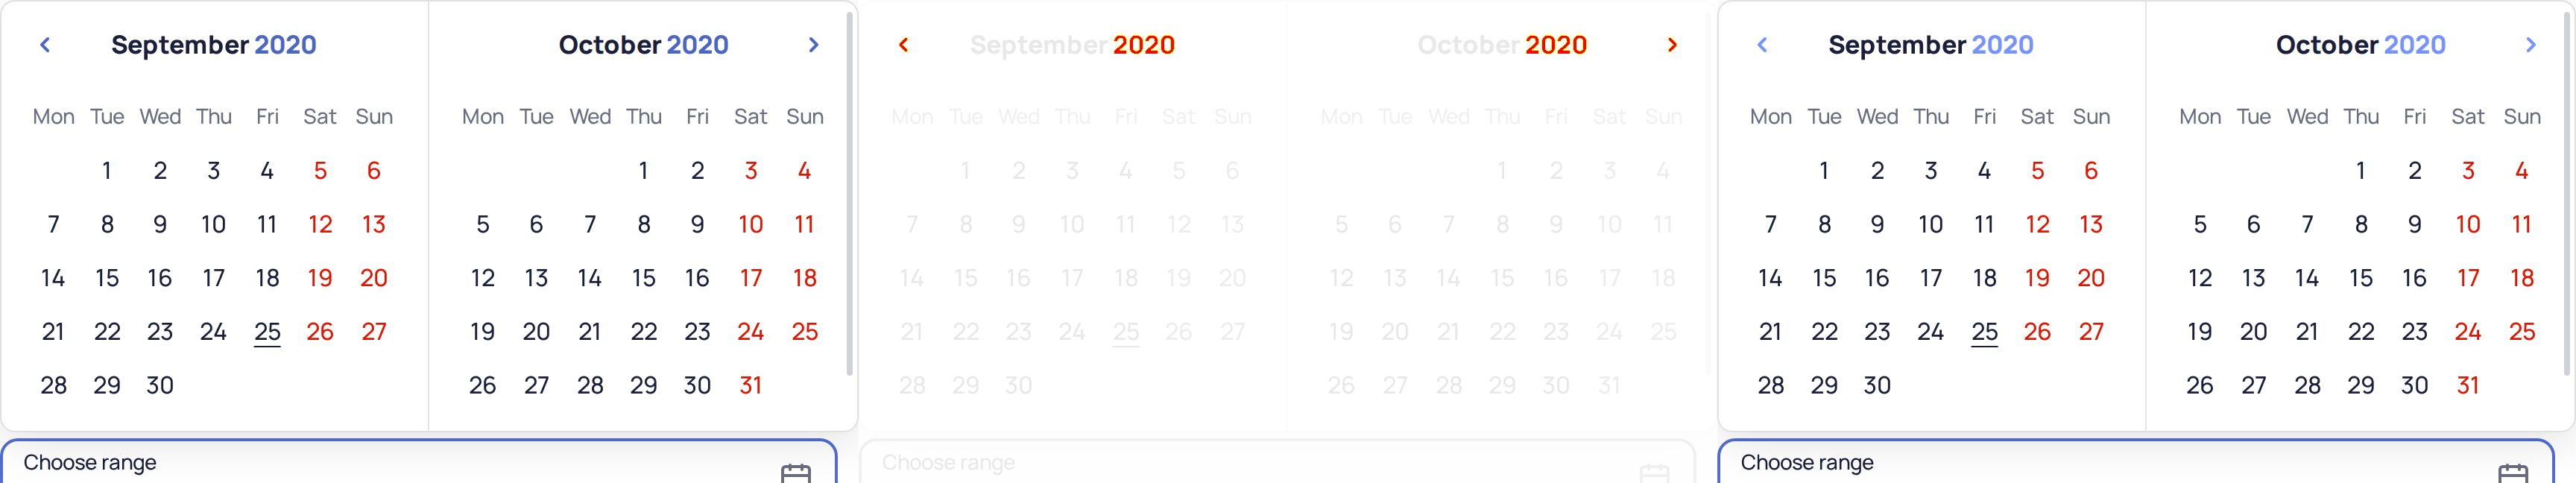 September 2020 October 2020 September 2020 October 2020 September 2020 October 2020
Mon Tue Wed Thu Fri Sat Sun Mon Tue Wed Thu Fri Sat Sun Mon Tue Wed Thu Fri Sat Sun Mon Tue Wed Thu Fri Sat Sun Mon Tue Wed Thu Fri Sat Sun Mon Tue Wed Thu Fri Sat Sun
1 2 3 4 5 6 1 2 3 4 1 2 3 4 5 6 1 2 3 4 1 2 3 4 5 6 1 2 3 4
7 8 9 10 11 12 13 5 6 7 8 9 10 11 7 8 9 10 11 12 13 5 6 7 8 9 10 11 7 8 9 10 11 12 13 5 6 7 8 9 10 11
14 15 16 17 18 19 20 12 13 14 15 16 17 18 14 15 16 17 18 19 20 12 13 14 15 16 17 18 14 15 16 17 18 19 20 12 13 14 15 16 17 18
21 22 23 24 25 26 27 19 20 21 22 23 24 25 21 22 23 24 25 26 27 19 20 21 22 23 24 25 21 22 23 24 25 26 27 19 20 21 22 23 24 25
28 29 30 26 27 28 29 30 31 28 29 30 26 27 28 29 30 31 28 29 30 26 27 28 29 30 31
Choose range Choose range Choose range